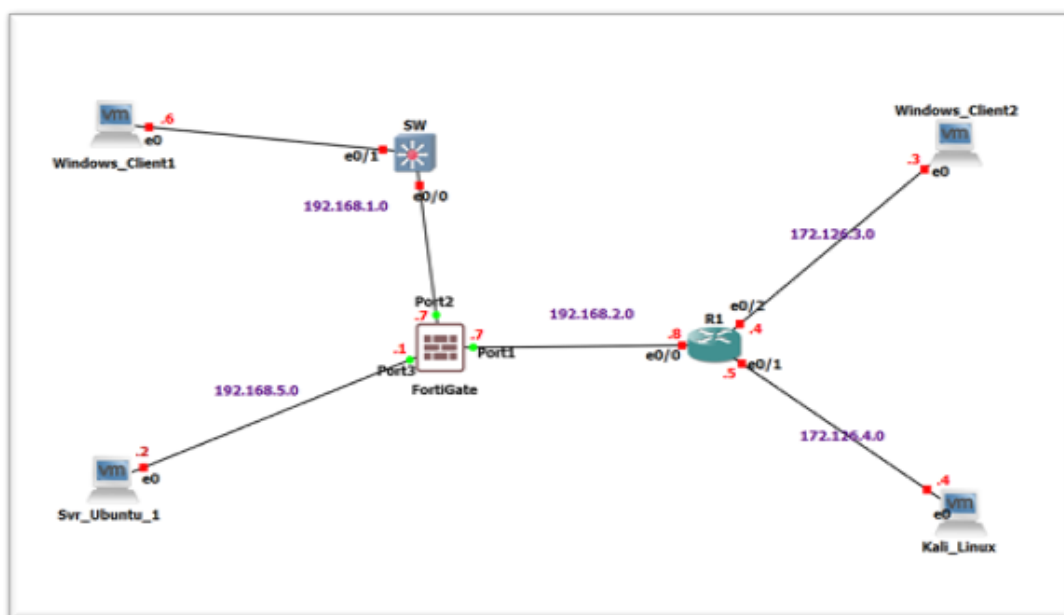 Windows_Client2
vm
.6
e0
SW
vm
.3
e0
Windows_Client1
e0/1
e0/0
192.168.1.0
172.126.3.0
Port2
.7
e0/2
192.168.2.0
R1
.4
.7
.8
.1
Port1
e0/0
e0/1
Port3
.5
FortiGate
192.168.5.0
172.126.4.0
.2
vm
e0
.4
vm
e0
Svr_Ubuntu_1
Kali_Linux